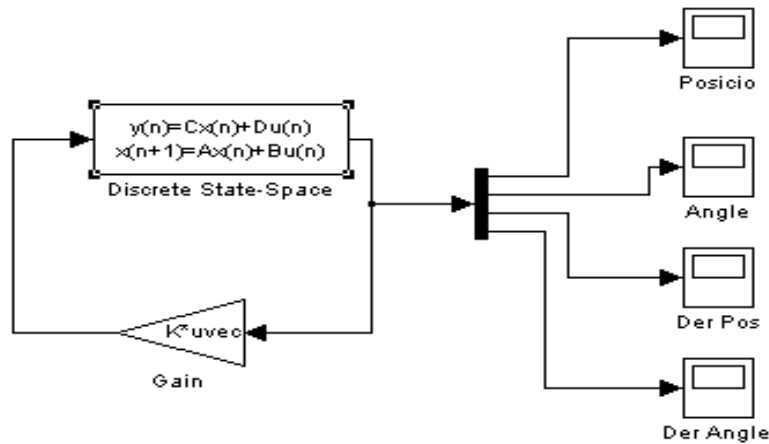 Posicio
y(n)=Cx(n)+Du(n)
x(n+1)=Ax(n)+Bu(n)
Discrete State-Space
Angle
K*uvec
Gain
Der Pos
Der Angle